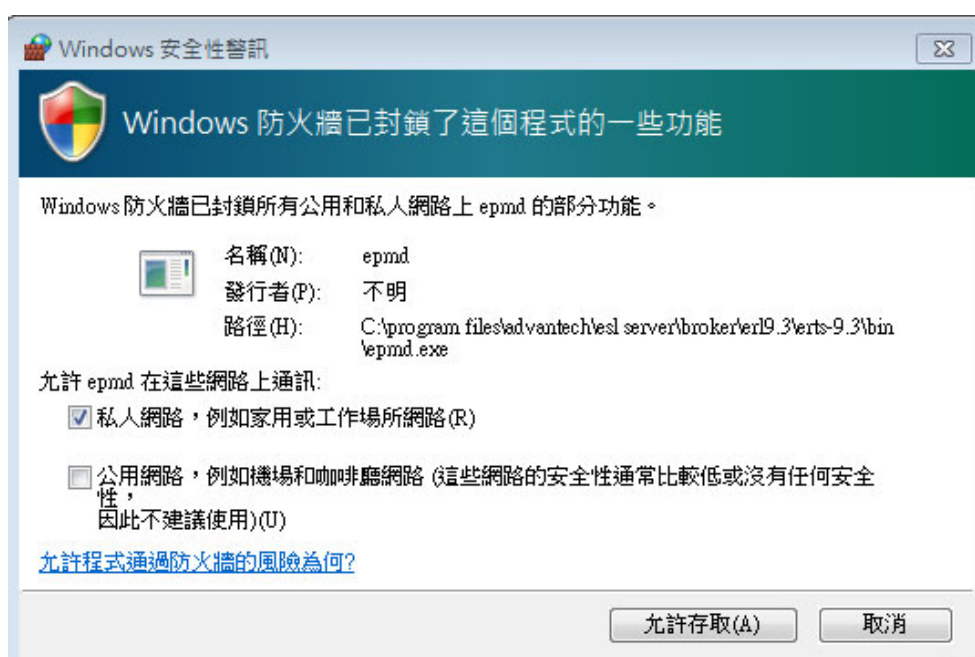 Windows 安全性警訊
Windows 防火牆已封鎖了這個程式的一些功能
Windows 防火牆已封鎖所有公用和私人網路上 epmd 的部分功能。
名稱(N): epmd
發行者(P): 不明
路徑(H): C:\program files\advantech\esl server\broker\erl9.3\erts-9.3\bin
\epmd.exe
允許 epmd 在這些網路上通訊:
私人網路，例如家用或工作場所網路(R)
公用網路，例如機場和咖啡廳網路 (這些網路的安全性通常比較低或沒有任何安全
性，
因此不建議使用)(U)
允許程式通過防火牆的風險為何?
允許存取(A) 取消